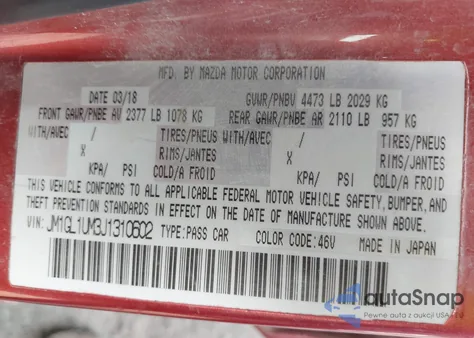 MFD. BY MAZDA MOTOR CORPORATION
DATE 03/18 GVWR/PNBV 4473 LB 2029 KG
FRONT GAWR/PNBE AV 2377 LB 1078 KG REAR GAWR/PNBE AR 2110 LB 957 KG
WITH/AVEC / TIRES/PNEUS WITH/AVEC / TIRES/PNEUS
X RIMS/JANTES X RIMS/JANTES
KPA/ PSI COLD/A FROID KPA/ PSI COLD/A FROID
THIS VEHICLE CONFORMS TO ALL APPLICABLE FEDERAL MOTOR VEHICLE SAFETY, BUMPER, AND
THEFT PREVENTION STANDARDS IN EFFECT ON THE DATE OF MANUFACTURE SHOWN ABOVE.
VIN: JM1GL1UM3J1310602 TYPE: PASS CAR COLOR CODE: 46V MADE IN JAPAN
autoSnap
Pewne auta z aukcji USA